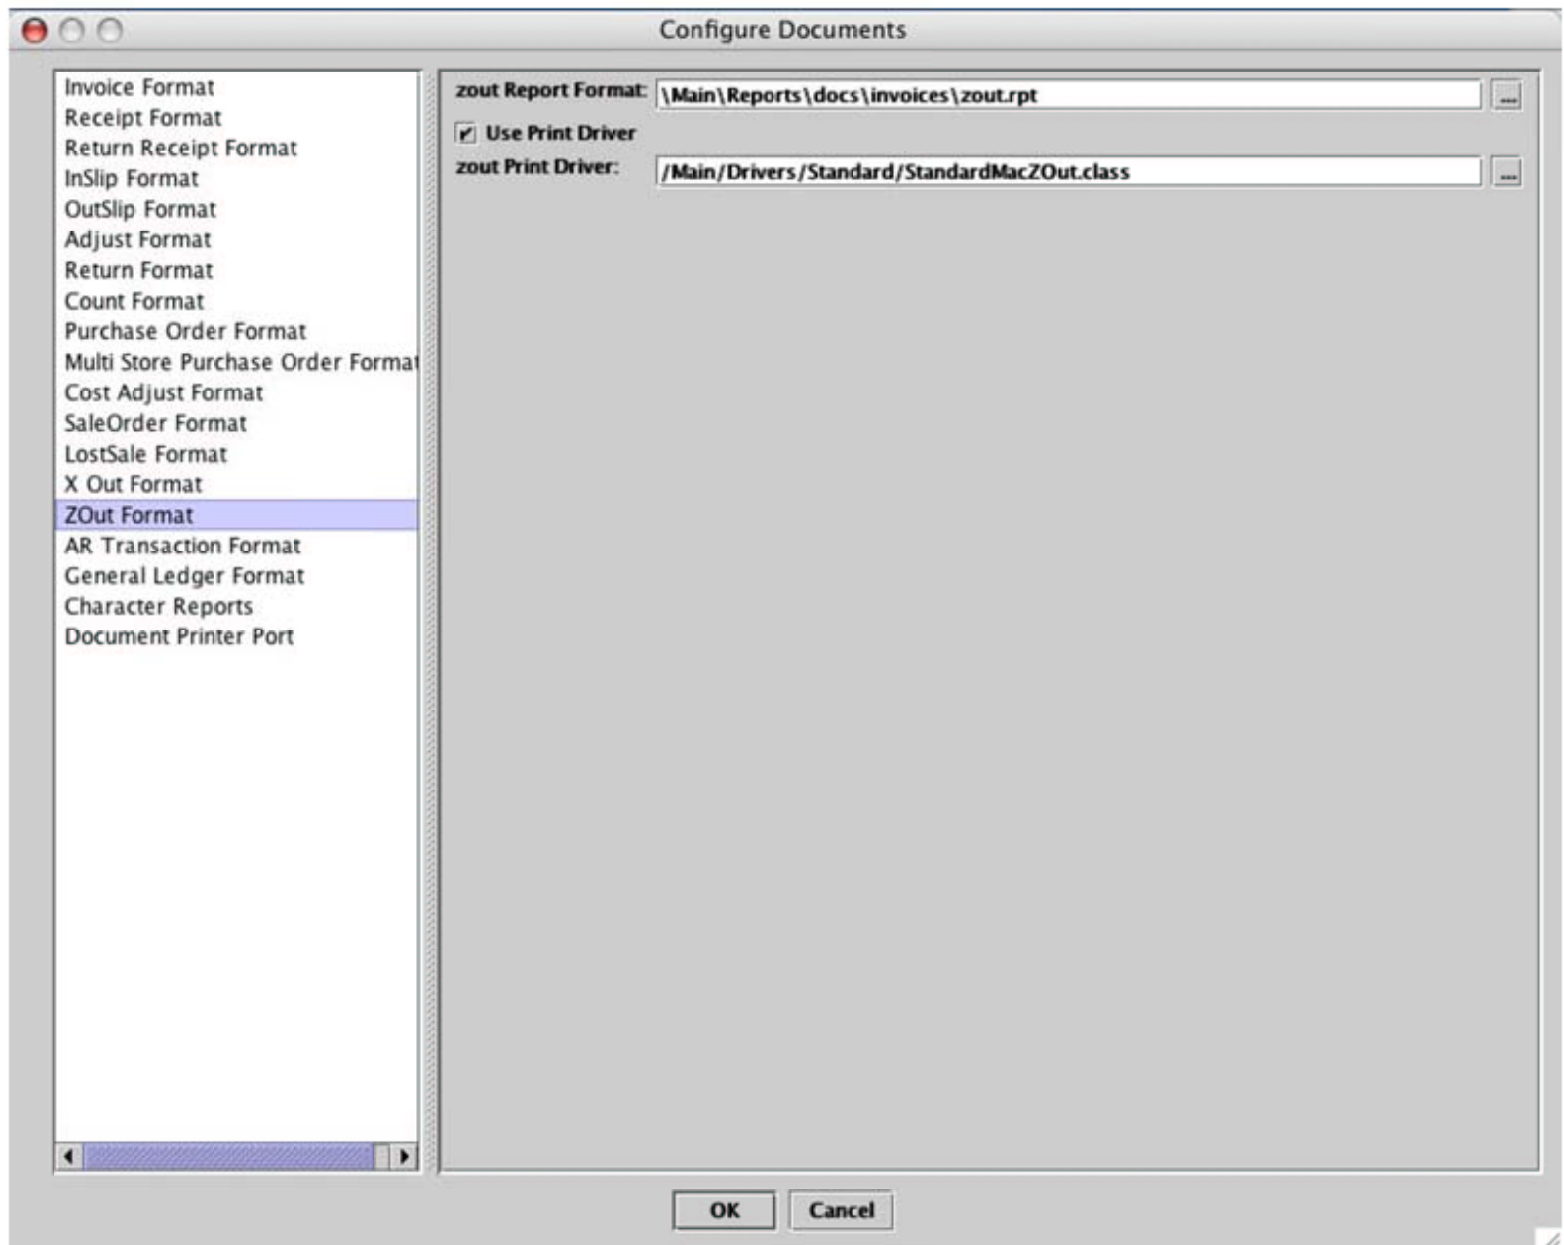 Configure Documents
Invoice Format
Receipt Format
Return Receipt Format
InSlip Format
OutSlip Format
Adjust Format
Return Format
Count Format
Purchase Order Format
Multi Store Purchase Order Format
Cost Adjust Format
SaleOrder Format
LostSale Format
X Out Format
ZOut Format
AR Transaction Format
General Ledger Format
Character Reports
Document Printer Port
zout Report Format: \Main\Reports\docs\invoices\zout.rpt ...
Use Print Driver
zout Print Driver: /Main/Drivers/Standard/StandardMacZOut.class ...
OK Cancel